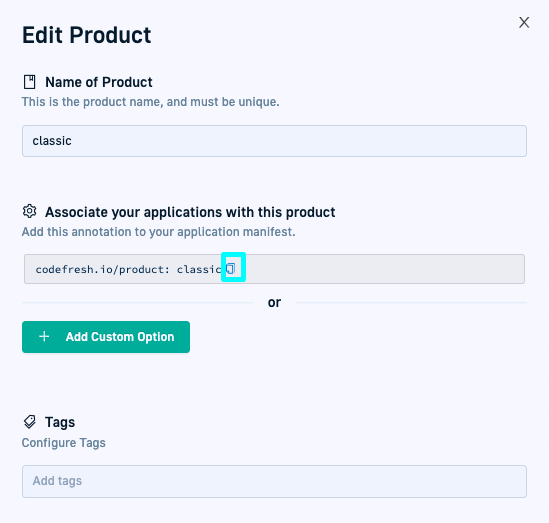 Edit Product
Name of Product
This is the product name, and must be unique.
classic
Associate your applications with this product
Add this annotation to your application manifest.
codefresh.io/product: classic
or
+ Add Custom Option
Tags
Configure Tags
Add tags